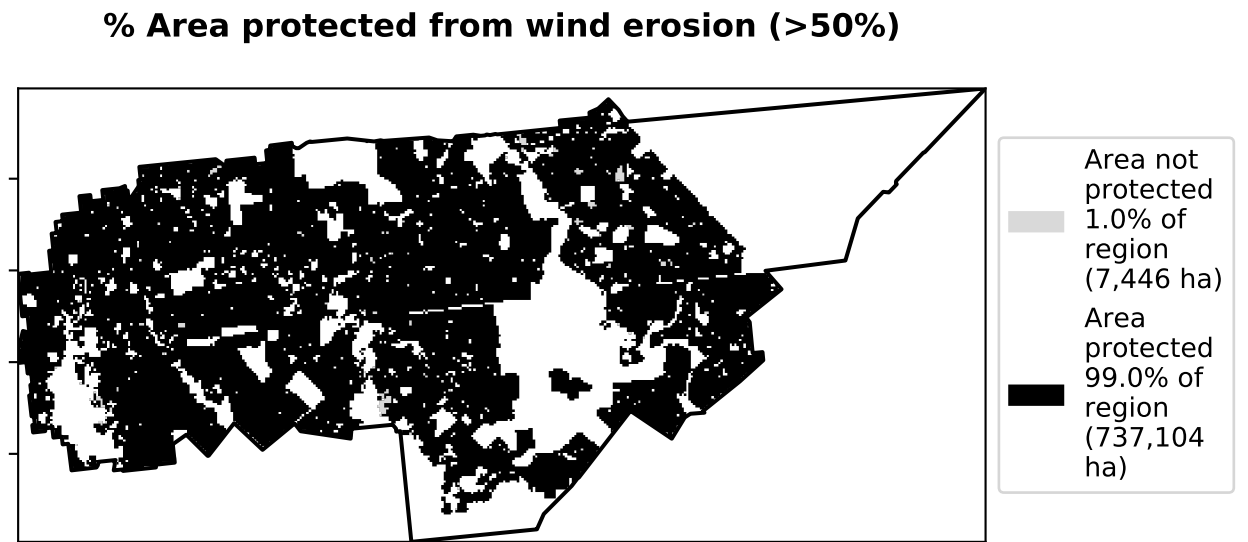 % Area protected from wind erosion (>50%)
Area not
protected
1.0% of
region
(7,446 ha)
Area
protected
99.0% of
region
(737,104
ha)